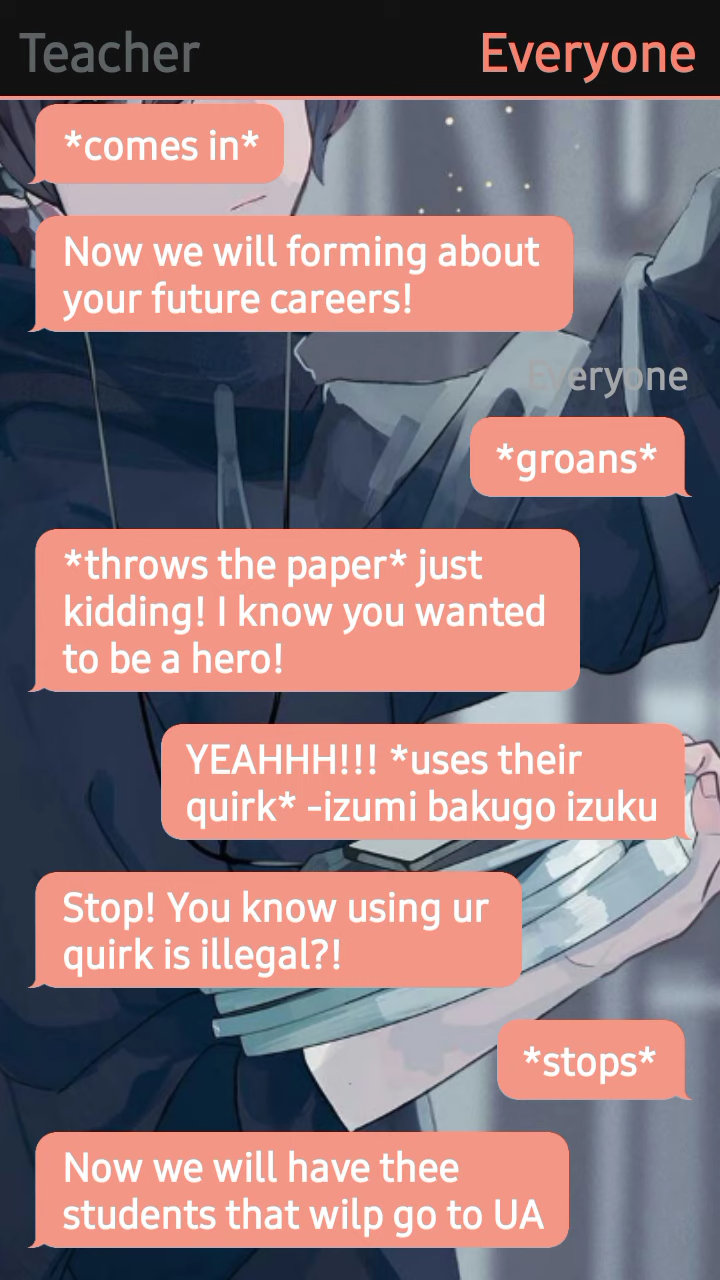 Teacher
Everyone
*comes in*
Now we will forming about
your future careers!
Everyone
*groans*
*throws the paper* just
kidding! I know you wanted
to be a hero!
YEAHHH!!! *uses their
quirk* -izumi bakugo izuku
Stop! You know using ur
quirk is illegal?!
*stops*
Now we will have thee
students that wilp go to UA